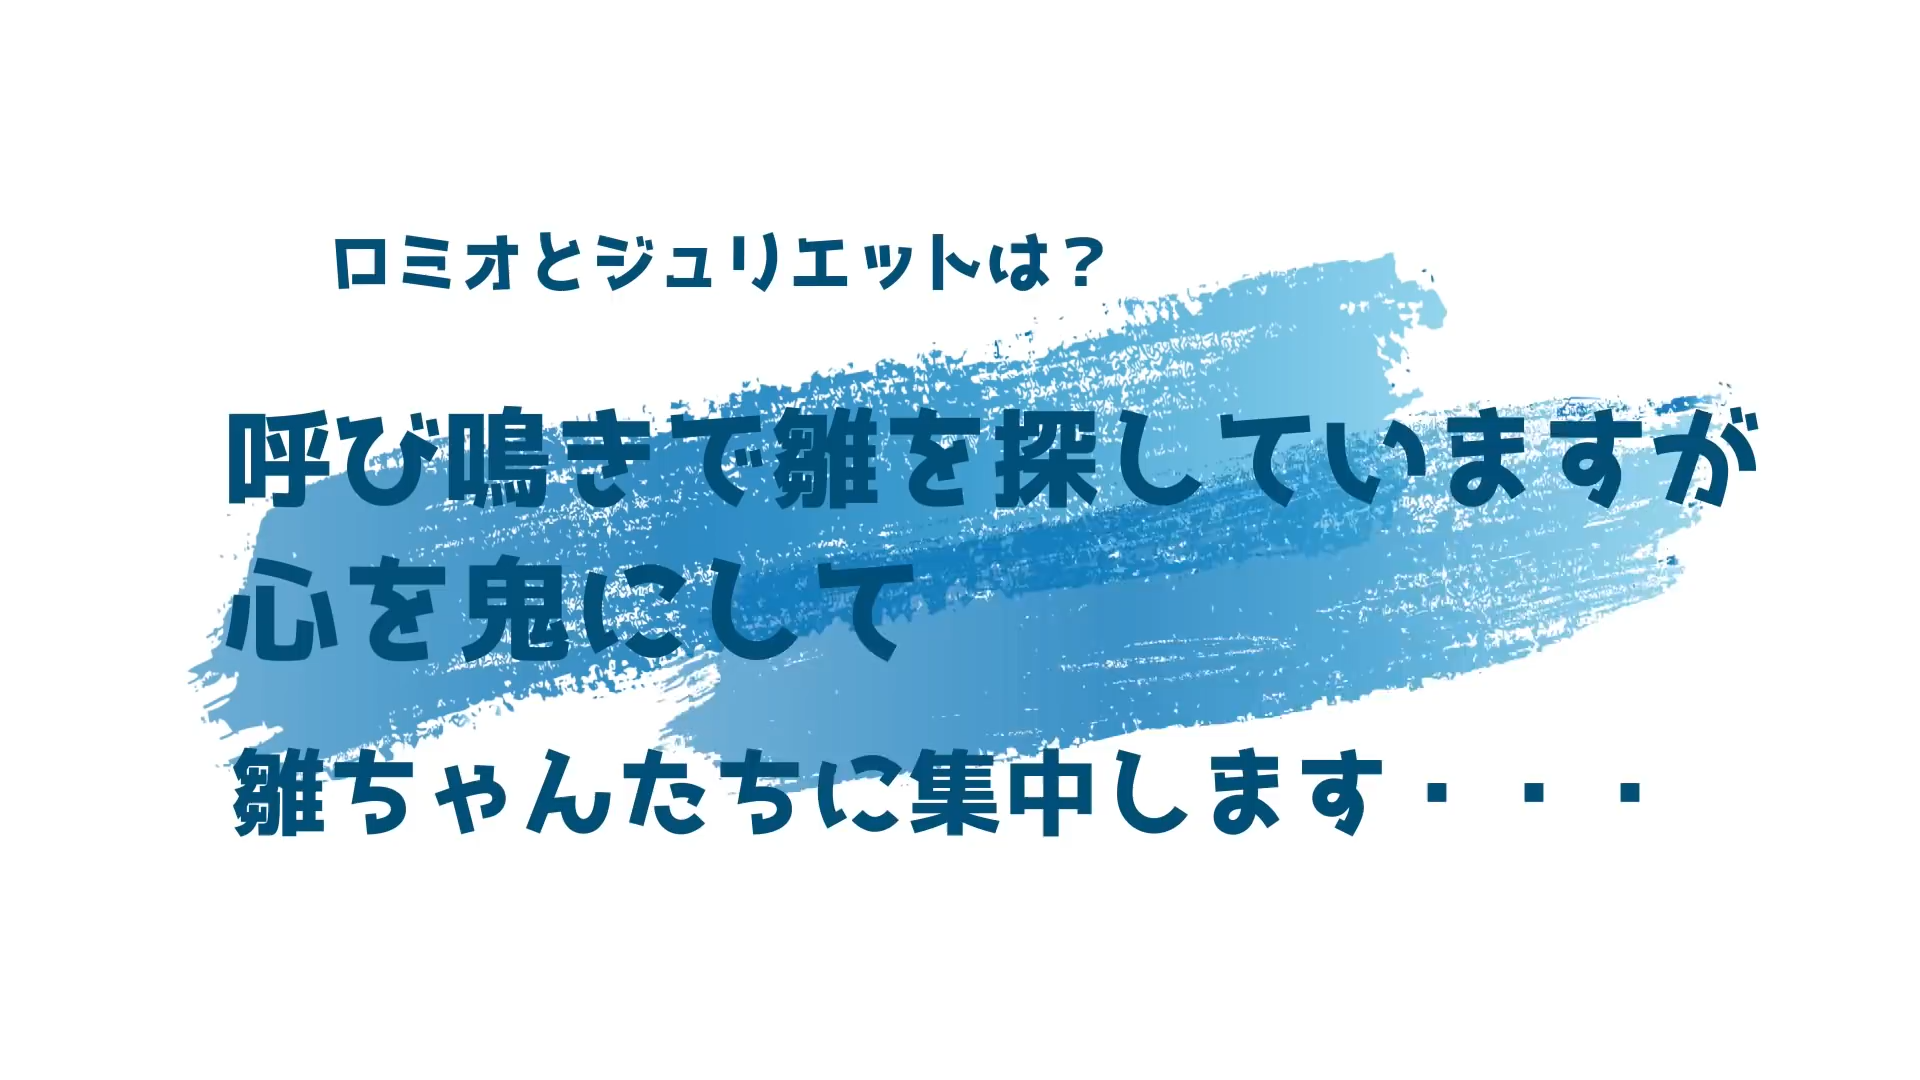 ロミオとジュリエットは？
呼び鳴きで雛を探していますが
心を鬼にして
雛ちゃんたちに集中します・・・